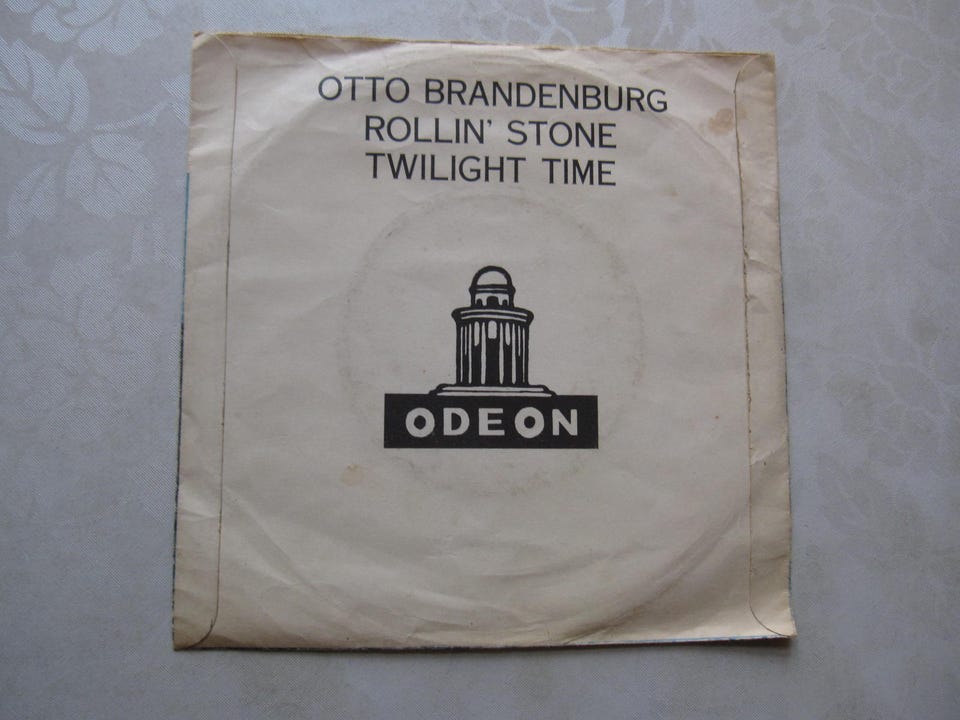 OTTO BRANDENBURG
ROLLIN' STONE
TWILIGHT TIME
ODEON